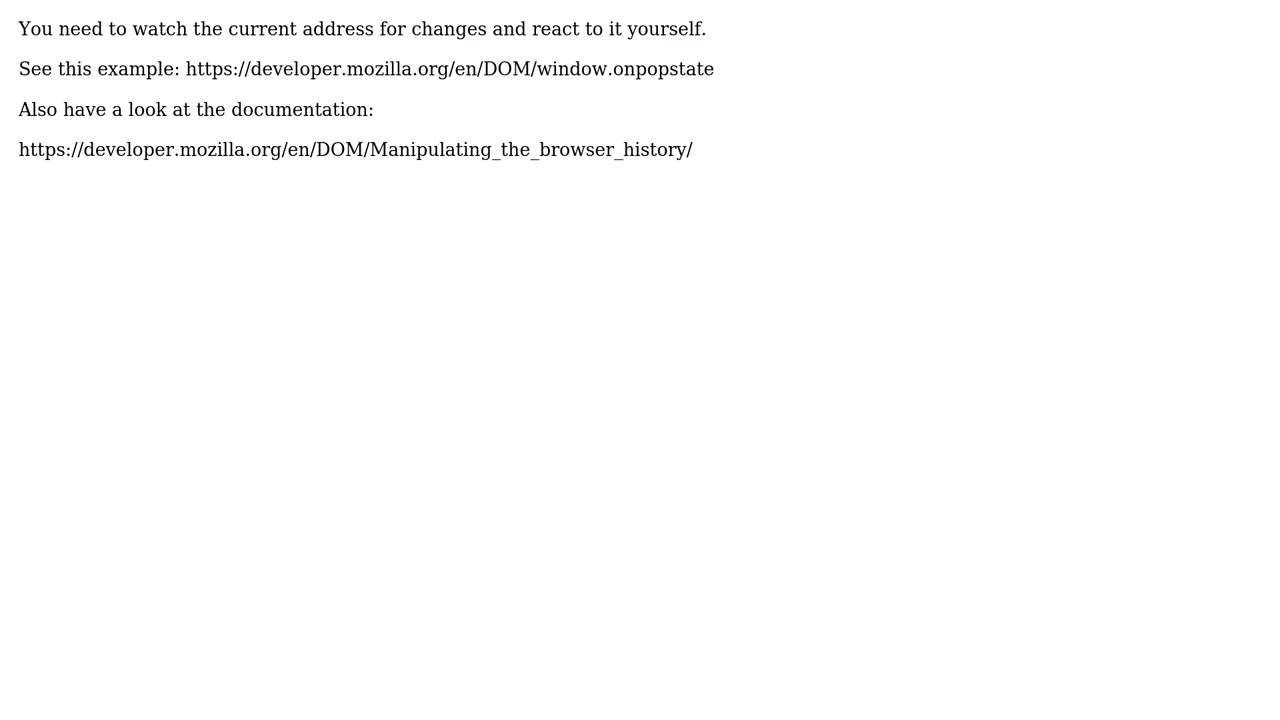 You need to watch the current address for changes and react to it yourself.
See this example: https://developer.mozilla.org/en/DOM/window.onpopstate
Also have a look at the documentation:
https://developer.mozilla.org/en/DOM/Manipulating_the_browser_history/